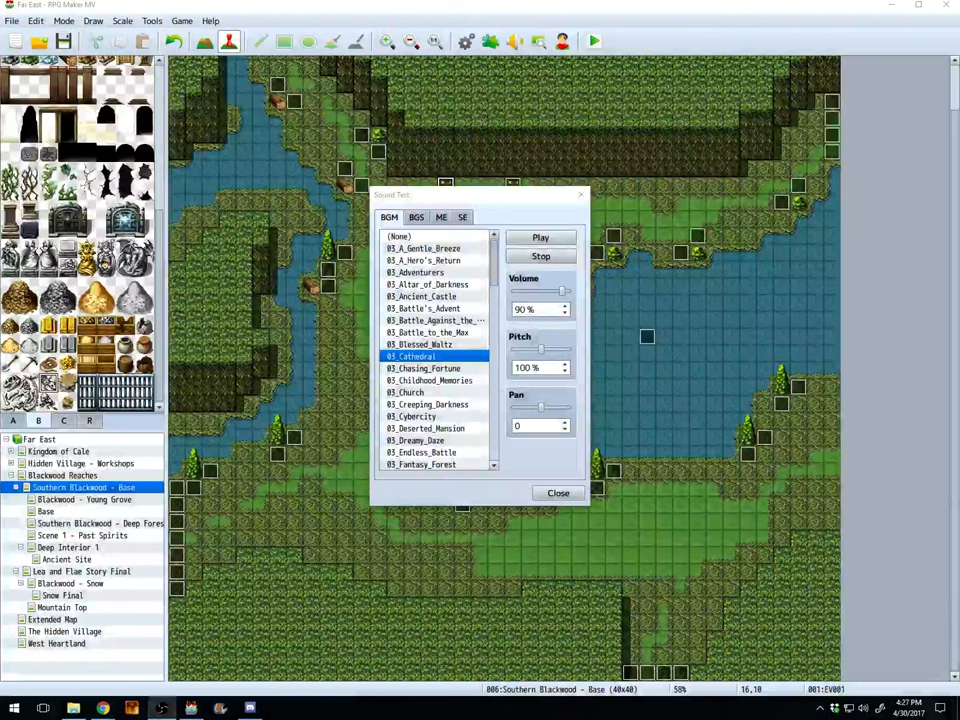 Far East - RPG Maker MV
File Edit Mode Draw Scale Tools Game Help
Sound Test
BGM BGS ME SE
(None)
03_A_Gentle_Breeze
03_A_Hero's_Return
03_Adventurers
03_Altar_of_Darkness
03_Ancient_Castle
03_Battle's_Advent
03_Battle_Against_the_…
03_Battle_to_the_Max
03_Blessed_Waltz
03_Cathedral
03_Chasing_Fortune
03_Childhood_Memories
03_Church
03_Creeping_Darkness
03_Cybercity
03_Deserted_Mansion
03_Dreamy_Daze
03_Endless_Battle
03_Fantasy_Forest
Play
Stop
Volume
90 %
Pitch
100 %
Pan
0
Close
A B C R
Far East
Kingdom of Cale
Hidden Village - Workshops
Blackwood Reaches
Southern Blackwood - Base
Blackwood - Young Grove
Base
Southern Blackwood - Deep Fores
Scene 1 - Past Spirits
Deep Interior 1
Ancient Site
Lea and Flae Story Final
Blackwood - Snow
Snow Final
Mountain Top
Extended Map
The Hidden Village
West Heartland
006:Southern Blackwood - Base (40x40) 58% 16,10 001:EV001
4:27 PM
4/30/2017